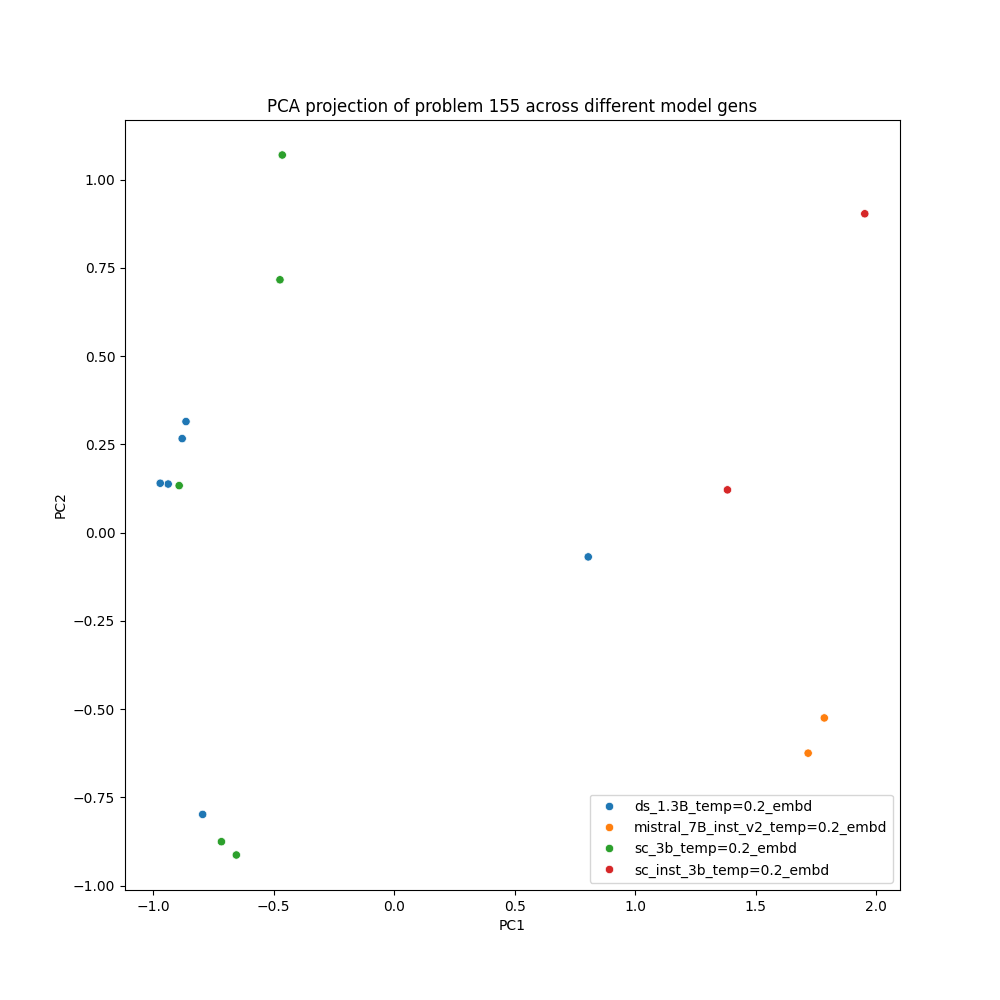 PCA projection of problem 155 across different model gens
1.00
0.75
0.50
0.25
0.00
−0.25
−0.50
−0.75
−1.00
PC2
−1.0
−0.5
0.0
0.5
1.0
1.5
2.0
PC1
ds_1.3B_temp=0.2_embd
mistral_7B_inst_v2_temp=0.2_embd
sc_3b_temp=0.2_embd
sc_inst_3b_temp=0.2_embd